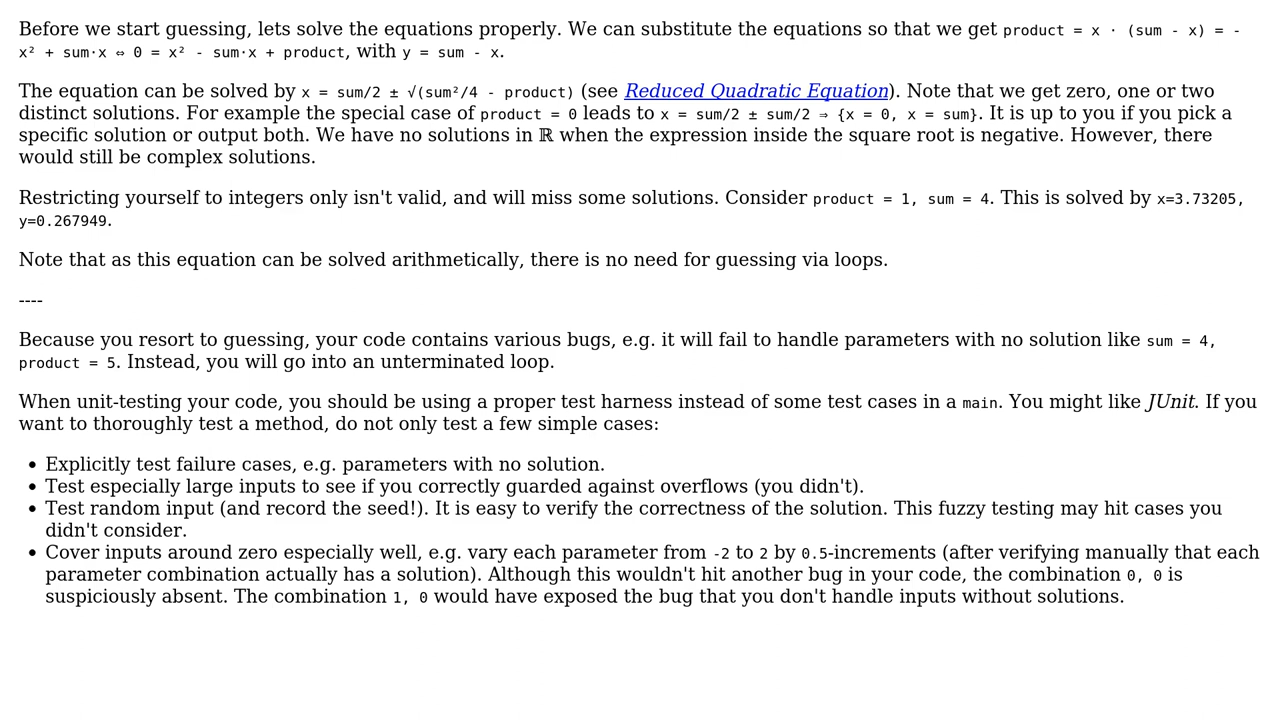 Before we start guessing, lets solve the equations properly. We can substitute the equations so that we get product = x · (sum - x) = -
x² + sum·x ⇔ 0 = x² - sum·x + product, with y = sum - x.
The equation can be solved by x = sum/2 ± √(sum²/4 - product) (see Reduced Quadratic Equation). Note that we get zero, one or two
distinct solutions. For example the special case of product = 0 leads to x = sum/2 ± sum/2 ⇒ {x = 0, x = sum}. It is up to you if you pick a
specific solution or output both. We have no solutions in ℝ when the expression inside the square root is negative. However, there
would still be complex solutions.
Restricting yourself to integers only isn't valid, and will miss some solutions. Consider product = 1, sum = 4. This is solved by x=3.73205,
y=0.267949.
Note that as this equation can be solved arithmetically, there is no need for guessing via loops.
----
Because you resort to guessing, your code contains various bugs, e.g. it will fail to handle parameters with no solution like sum = 4,
product = 5. Instead, you will go into an unterminated loop.
When unit-testing your code, you should be using a proper test harness instead of some test cases in a main. You might like JUnit. If you
want to thoroughly test a method, do not only test a few simple cases:
• Explicitly test failure cases, e.g. parameters with no solution.
• Test especially large inputs to see if you correctly guarded against overflows (you didn't).
• Test random input (and record the seed!). It is easy to verify the correctness of the solution. This fuzzy testing may hit cases you
didn't consider.
• Cover inputs around zero especially well, e.g. vary each parameter from -2 to 2 by 0.5-increments (after verifying manually that each
parameter combination actually has a solution). Although this wouldn't hit another bug in your code, the combination 0, 0 is
suspiciously absent. The combination 1, 0 would have exposed the bug that you don't handle inputs without solutions.